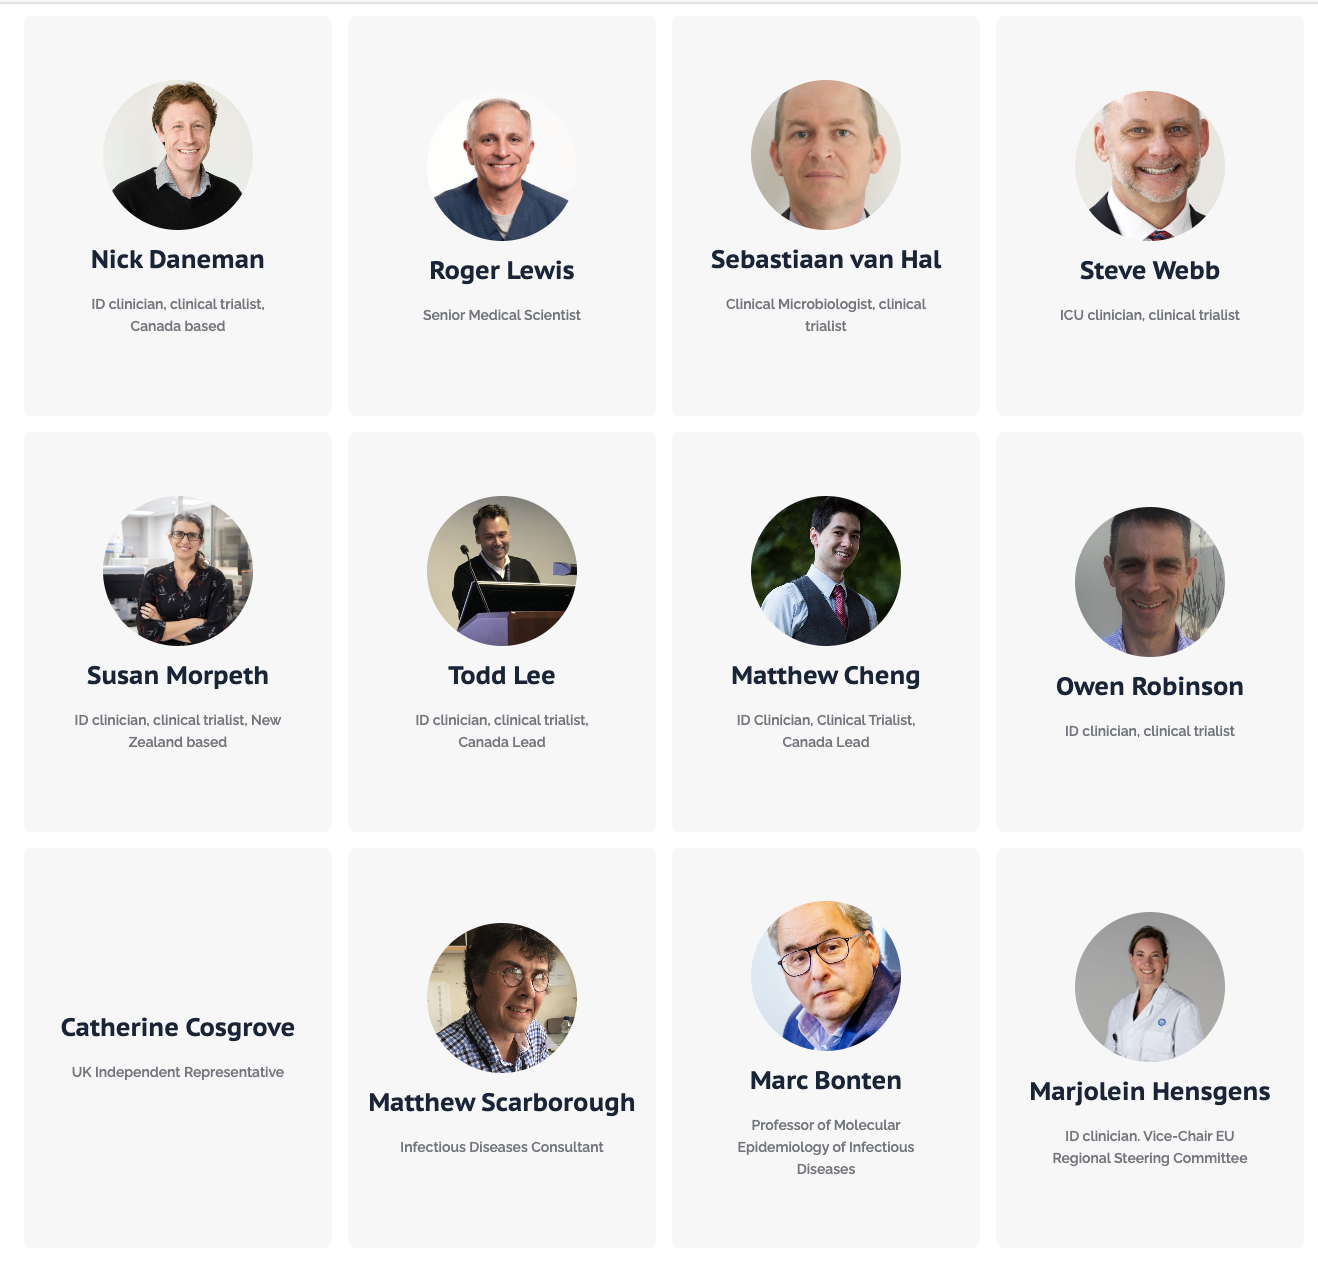 Nick Daneman
ID clinician, clinical trialist,
Canada based
Roger Lewis
Senior Medical Scientist
Sebastiaan van Hal
Clinical Microbiologist, clinical
trialist
Steve Webb
ICU clinician, clinical trialist
Susan Morpeth
ID clinician, clinical trialist, New
Zealand based
Todd Lee
ID clinician, clinical trialist,
Canada Lead
Matthew Cheng
ID Clinician, Clinical Trialist,
Canada Lead
Owen Robinson
ID clinician, clinical trialist
Catherine Cosgrove
UK Independent Representative
Matthew Scarborough
Infectious Diseases Consultant
Marc Bonten
Professor of Molecular
Epidemiology of Infectious
Diseases
Marjolein Hensgens
ID clinician. Vice-Chair EU
Regional Steering Committee